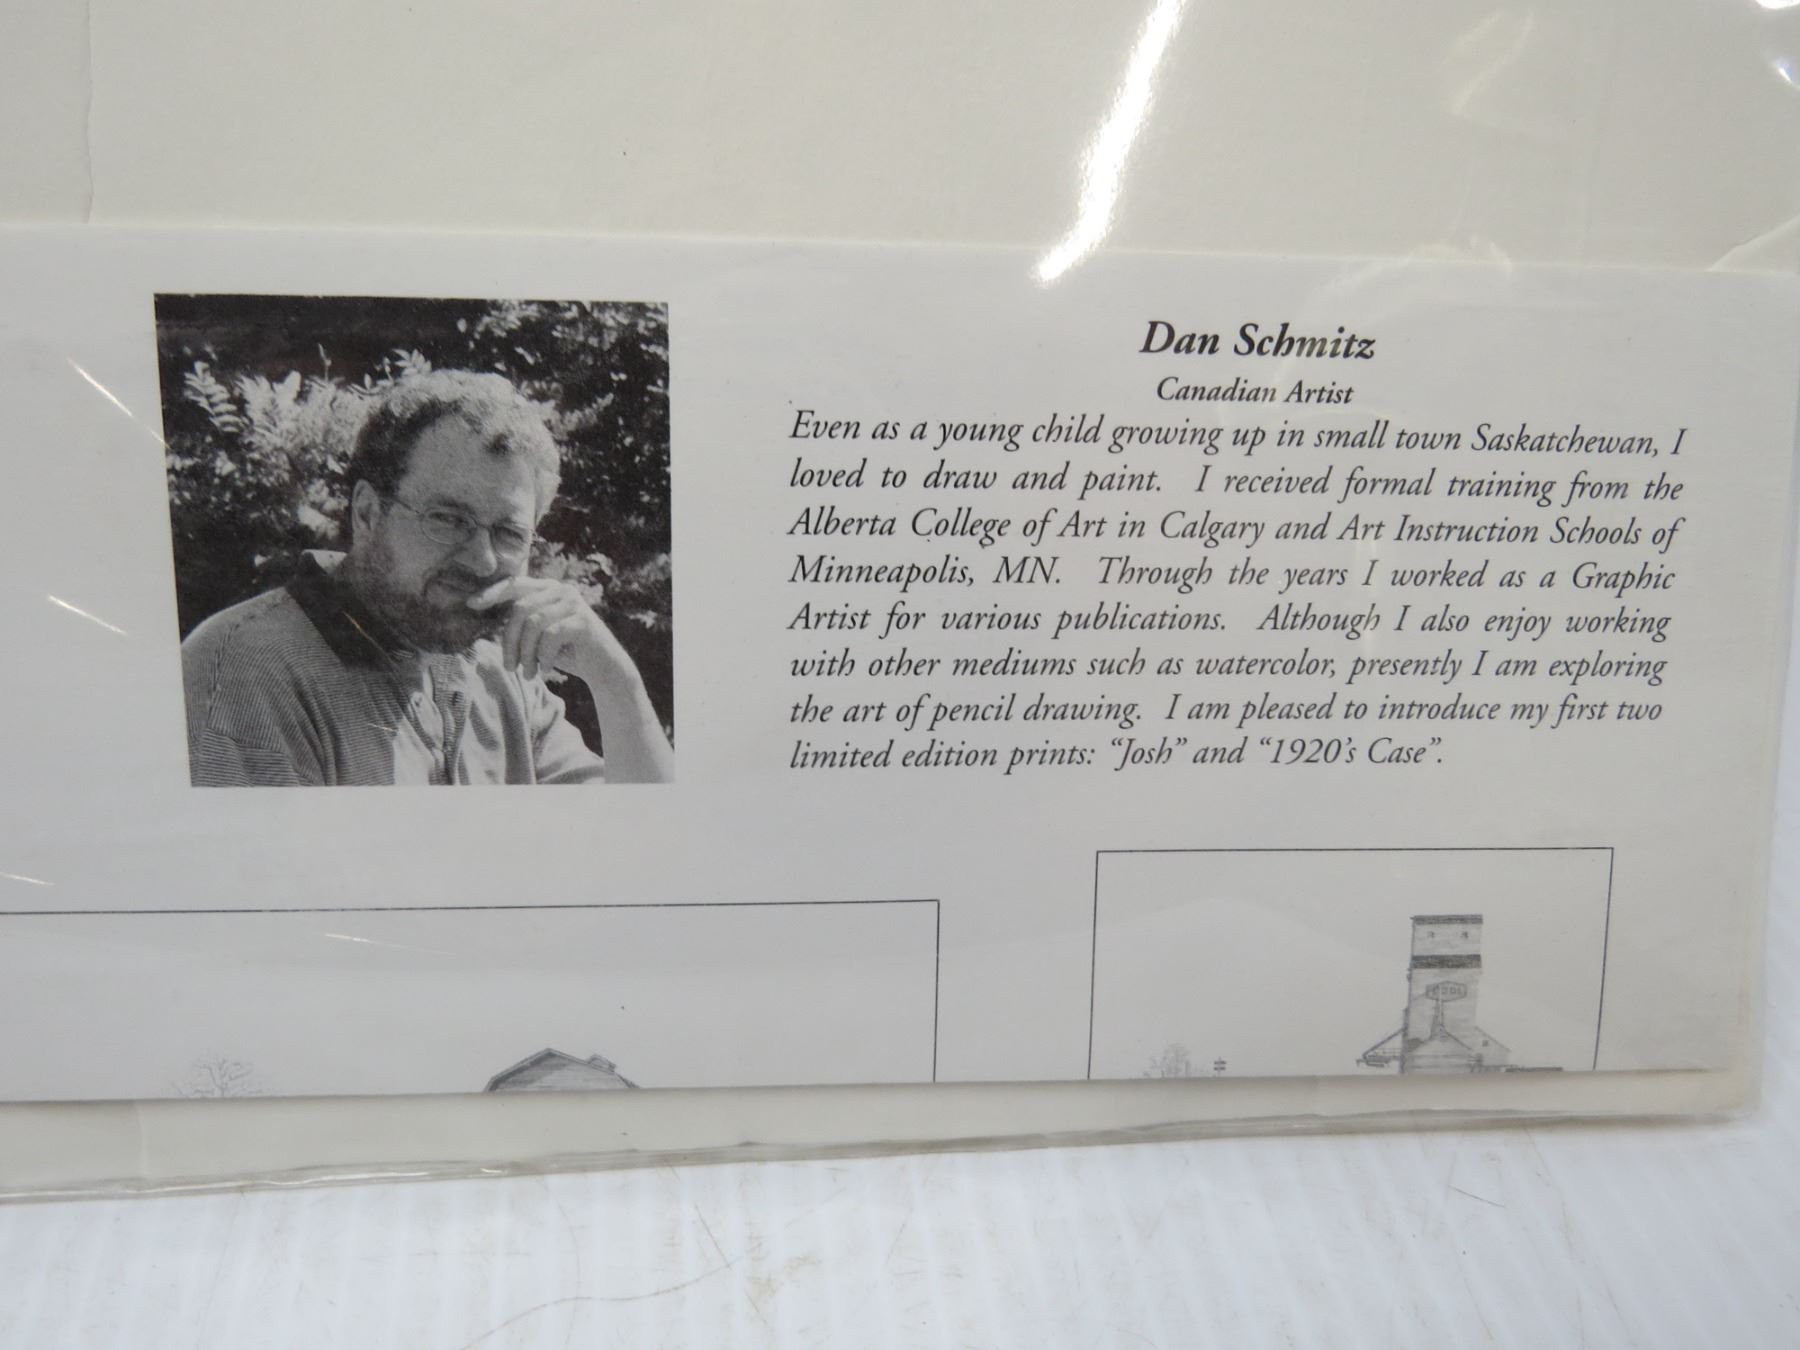 Dan Schmitz
Canadian Artist
Even as a young child growing up in small town Saskatchewan, I
loved to draw and paint. I received formal training from the
Alberta College of Art in Calgary and Art Instruction Schools of
Minneapolis, MN. Through the years I worked as a Graphic
Artist for various publications. Although I also enjoy working
with other mediums such as watercolor, presently I am exploring
the art of pencil drawing. I am pleased to introduce my first two
limited edition prints: “Josh” and “1920’s Case”.